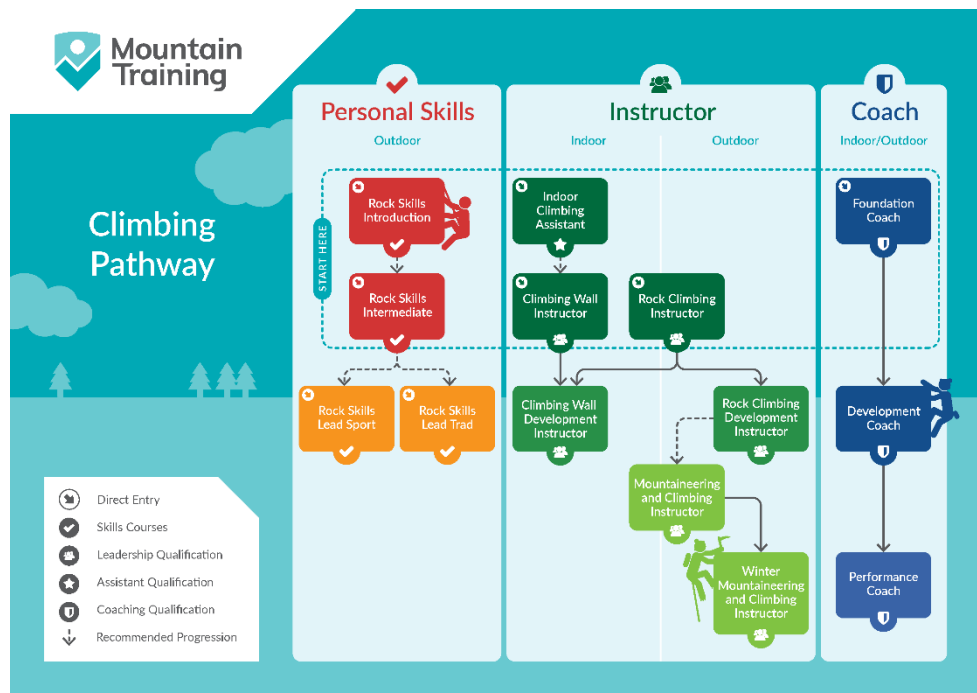 Mountain
Training
Climbing
Pathway
START HERE
Personal Skills
Outdoor
Rock Skills
Introduction
Rock Skills
Intermediate
Rock Skills
Lead Sport
Rock Skills
Lead Trad
Instructor
Indoor
Outdoor
Indoor
Climbing
Assistant
Climbing Wall
Instructor
Rock Climbing
Instructor
Climbing Wall
Development
Instructor
Rock Climbing
Development
Instructor
Mountaineering
and Climbing
Instructor
Winter
Mountaineering
and Climbing
Instructor
Coach
Indoor/Outdoor
Foundation
Coach
Development
Coach
Performance
Coach
Direct Entry
Skills Courses
Leadership Qualification
Assistant Qualification
Coaching Qualification
Recommended Progression